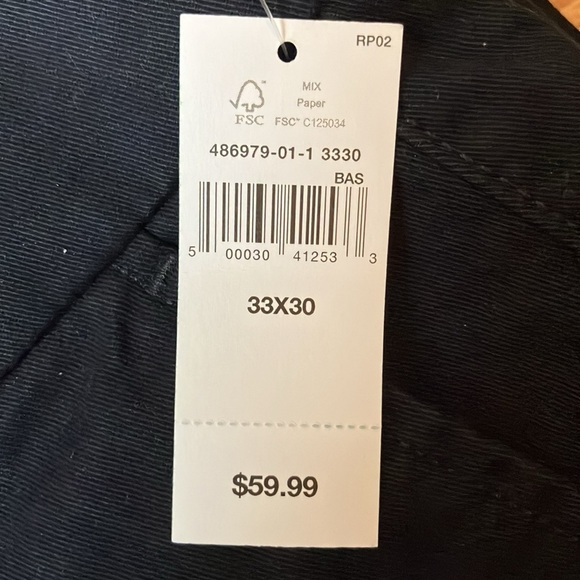 RP02
MIX
Paper
FSC™ C125034
FSC
486979-01-1 3330
BAS
5 00030 41253 3
33X30
$59.99